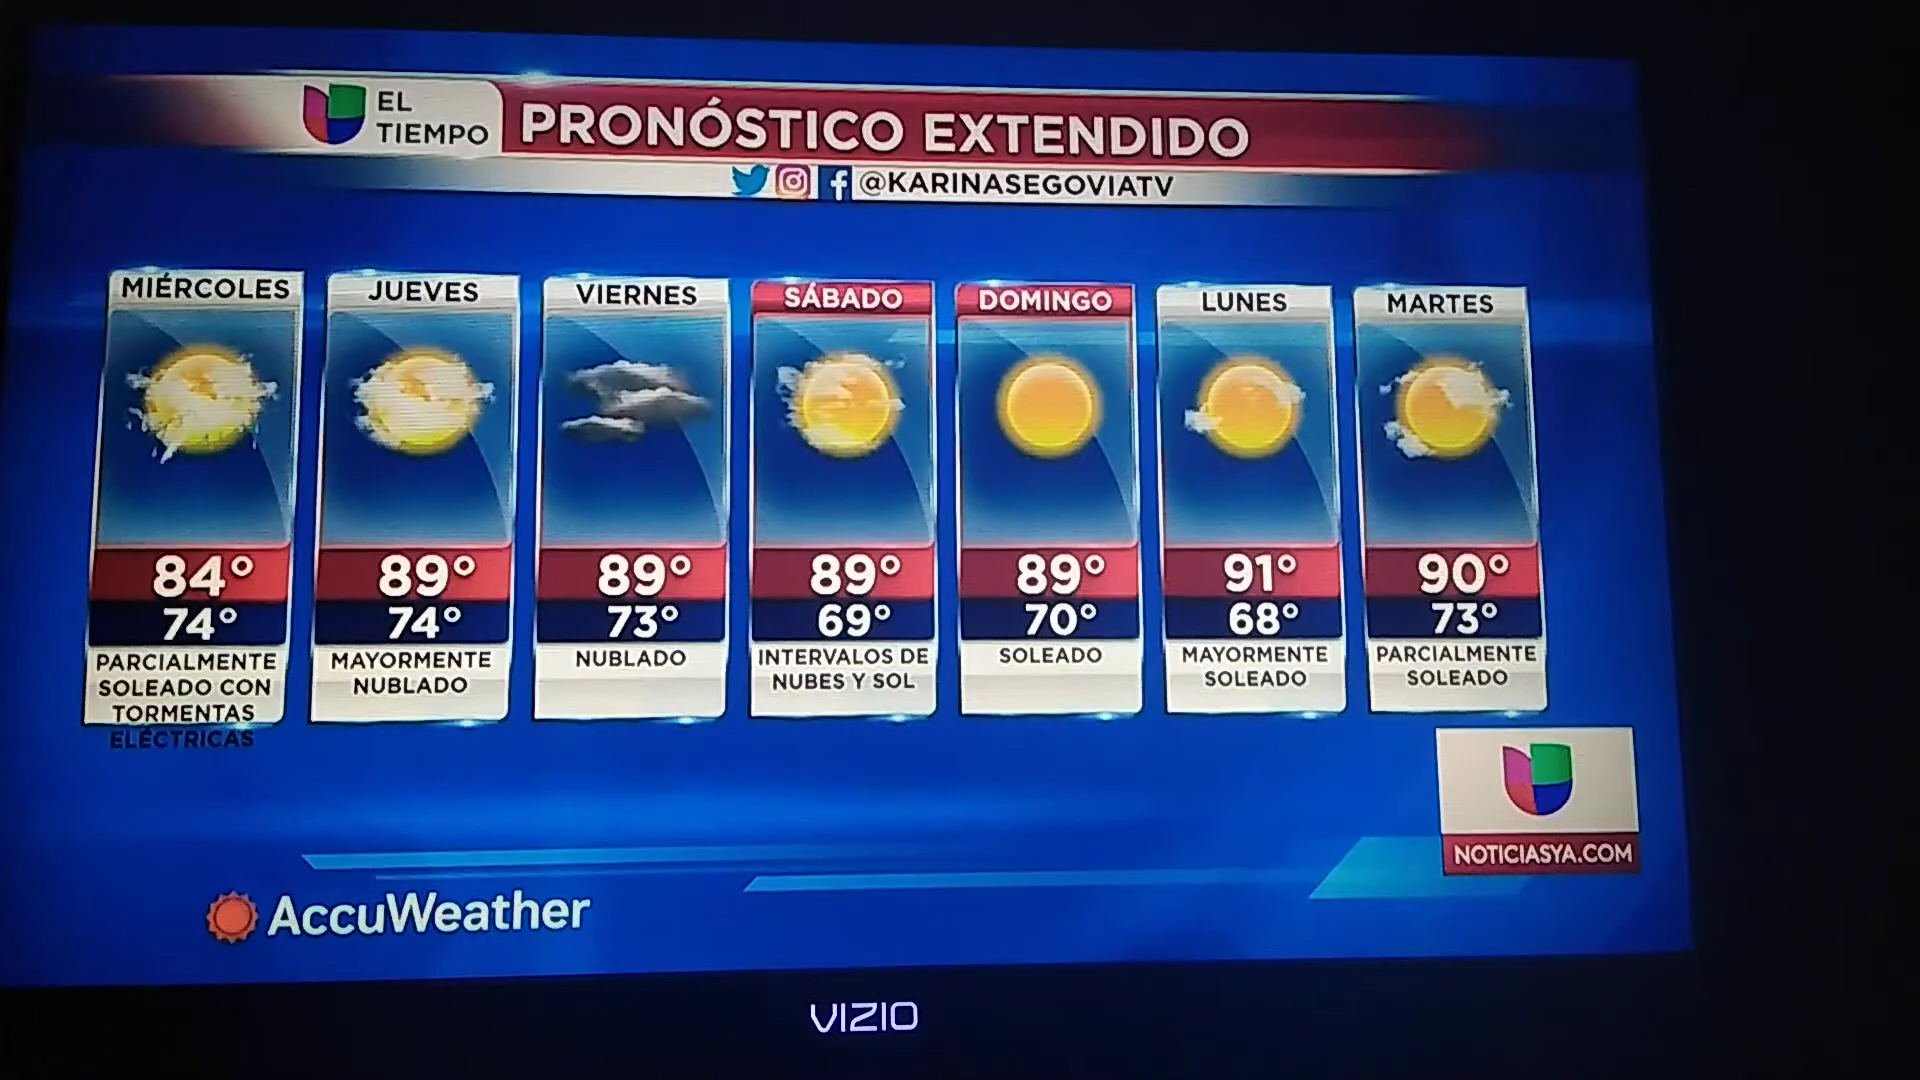 EL
TIEMPO
PRONÓSTICO EXTENDIDO
@KARINASEGOVIATV
MIÉRCOLES
84°
74°
PARCIALMENTE
SOLEADO CON
TORMENTAS
ELÉCTRICAS
JUEVES
89°
74°
MAYORMENTE
NUBLADO
VIERNES
89°
73°
NUBLADO
SÁBADO
89°
69°
INTERVALOS DE
NUBES Y SOL
DOMINGO
89°
70°
SOLEADO
LUNES
91°
68°
MAYORMENTE
SOLEADO
MARTES
90°
73°
PARCIALMENTE
SOLEADO
NOTICIASYA.COM
AccuWeather
VIZIO